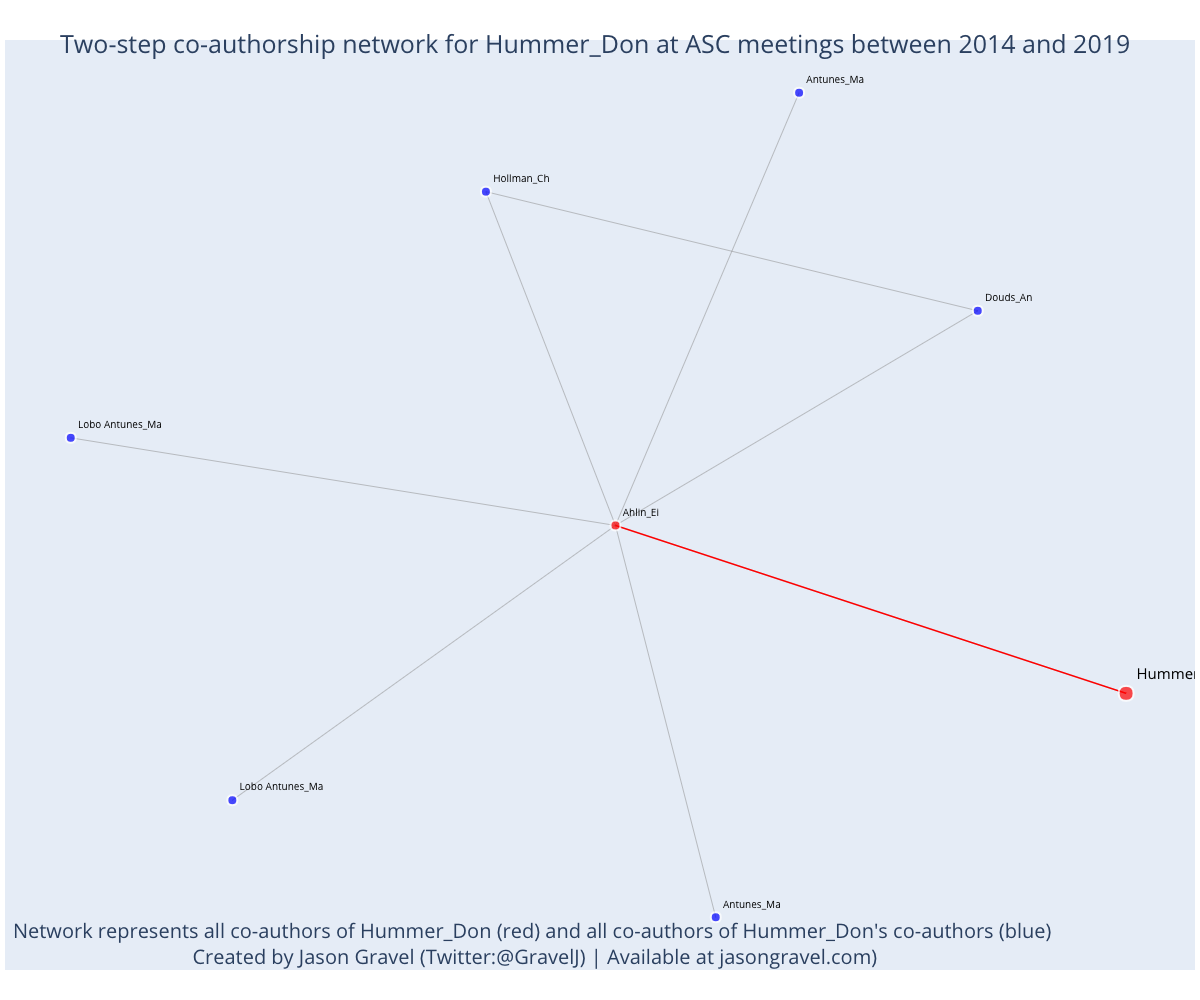 Two-step co-authorship network for Hummer_Don at ASC meetings between 2014 and 2019
Antunes_Ma
Hollman_Ch
Douds_An
Lobo Antunes_Ma
Ahlin_Ei
Hummer
Lobo Antunes_Ma
Antunes_Ma
Network represents all co-authors of Hummer_Don (red) and all co-authors of Hummer_Don's co-authors (blue)
Created by Jason Gravel (Twitter:@GravelJ) | Available at jasongravel.com)